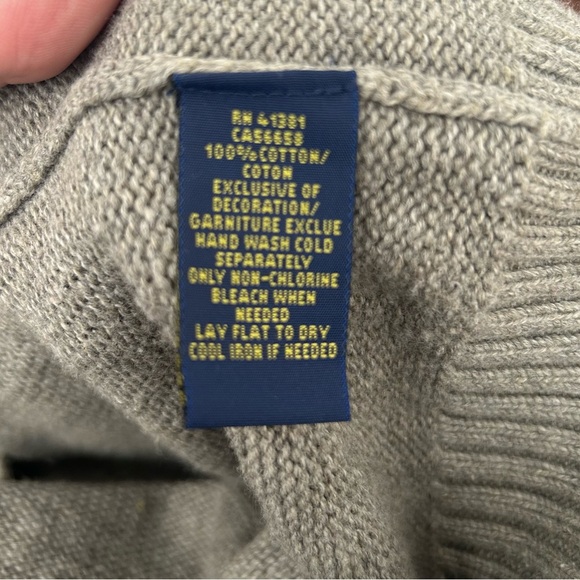 RN 41381
CA56658
100% COTTON/
COTON
EXCLUSIVE OF
DECORATION/
GARNITURE EXCLUE
HAND WASH COLD
SEPARATELY
ONLY NON-CHLORINE
BLEACH WHEN
NEEDED
LAY FLAT TO DRY
COOL IRON IF NEEDED